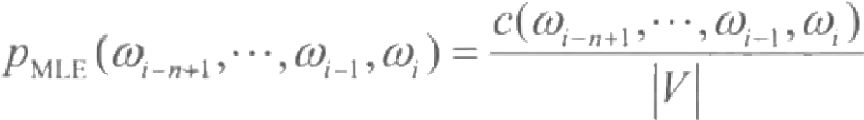 p_MLE(ω_{i-n+1}, ⋯, ω_{i-1}, ω_i) = c(ω_{i-n+1}, ⋯, ω_{i-1}, ω_i) / |V|